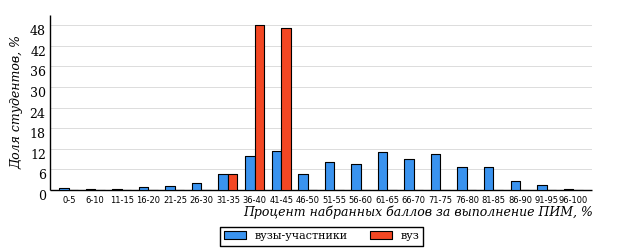 Доля студентов, %
48
42
36
30
24
18
12
6
0
0-5 6-10 11-15 16-20 21-25 26-30 31-35 36-40 41-45 46-50 51-55 56-60 61-65 66-70 71-75 76-80 81-85 86-90 91-95 96-100
Процент набранных баллов за выполнение ПИМ, %
вузы-участники вуз